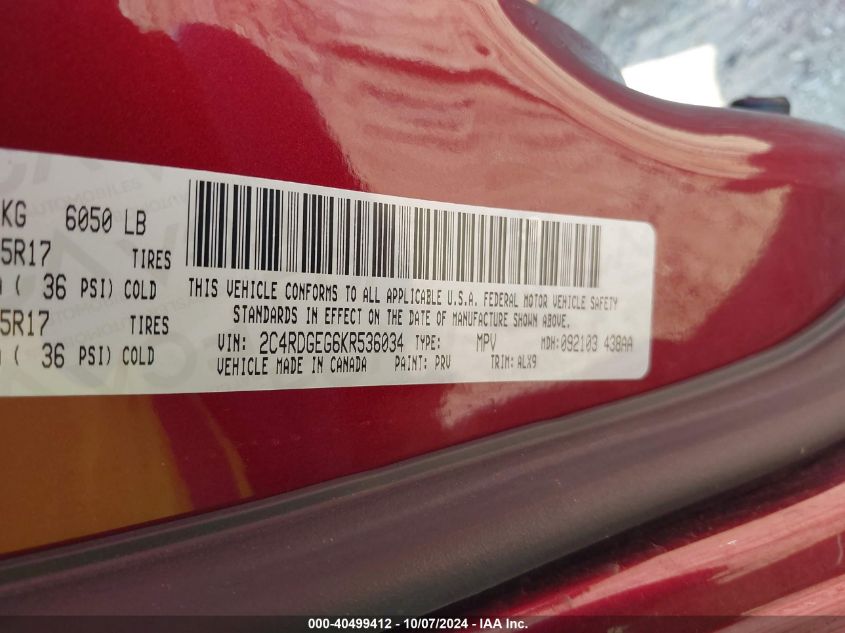 KG 6050 LB
5R17 TIRES
( 36 PSI) COLD
5R17 TIRES
( 36 PSI) COLD
THIS VEHICLE CONFORMS TO ALL APPLICABLE U.S.A. FEDERAL MOTOR VEHICLE SAFETY
STANDARDS IN EFFECT ON THE DATE OF MANUFACTURE SHOWN ABOVE.
VIN: 2C4RDGEG6KR536034 TYPE: MPV MDH:092103 438AA
VEHICLE MADE IN CANADA PAINT: PRV TRIM: ALX9
000-40499412 - 10/07/2024 - IAA Inc.